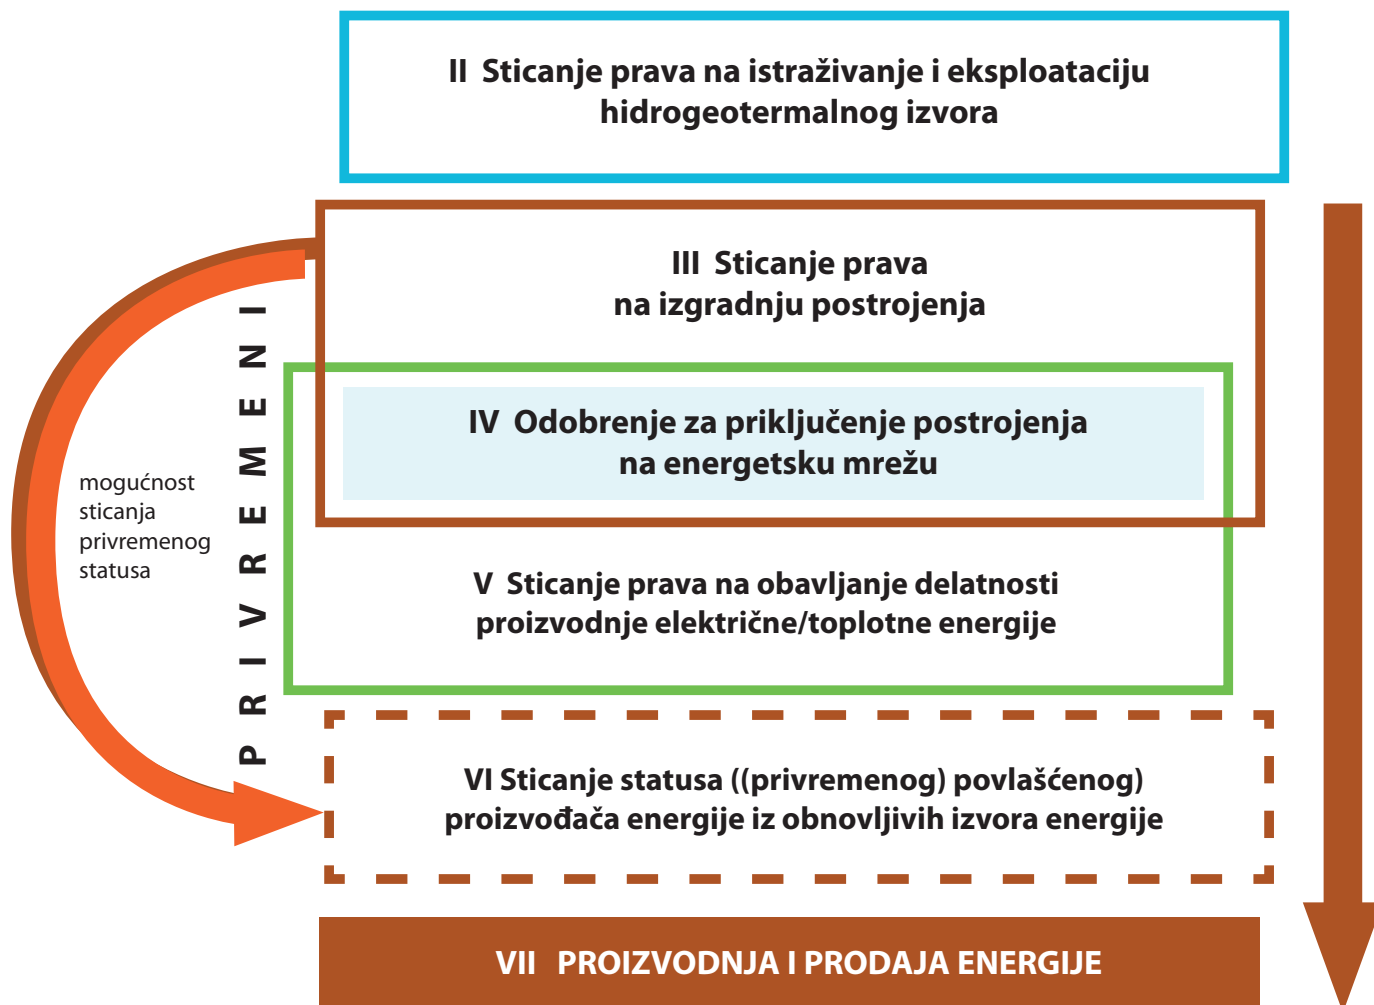 II Sticanje prava na istraživanje i eksploataciju
hidrogeotermalnog izvora
III Sticanje prava
na izgradnju postrojenja
IV Odobrenje za priključenje postrojenja
na energetsku mrežu
mogućnost
sticanja
privremenog
statusa
PRIVREMENI
V Sticanje prava na obavljanje delatnosti
proizvodnje električne/toplotne energije
VI Sticanje statusa ((privremenog) povlašćenog)
proizvođača energije iz obnovljivih izvora energije
VII PROIZVODNJA I PRODAJA ENERGIJE